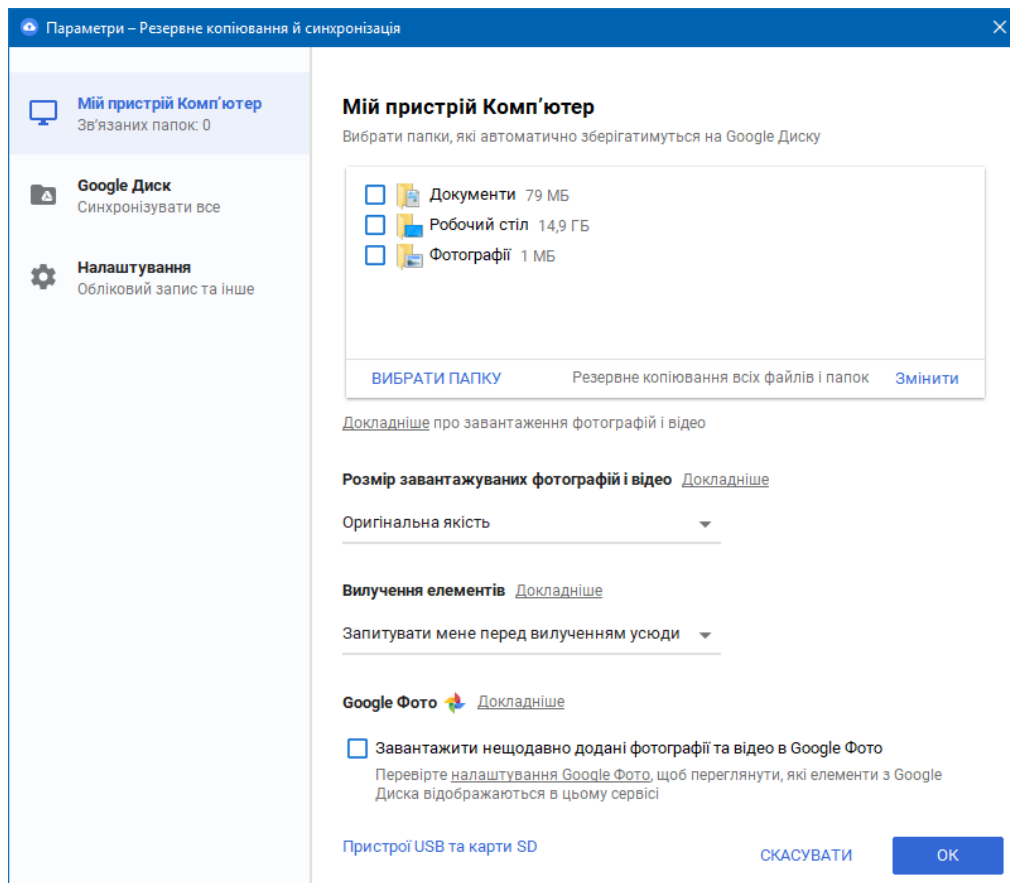 Параметри – Резервне копіювання й синхронізація
Мій пристрій Комп’ютер
Зв’язаних папок: 0
Google Диск
Синхронізувати все
Налаштування
Обліковий запис та інше
Мій пристрій Комп’ютер
Вибрати папки, які автоматично зберігатимуться на Google Диску
Документи 79 МБ
Робочий стіл 14,9 ГБ
Фотографії 1 МБ
ВИБРАТИ ПАПКУ Резервне копіювання всіх файлів і папок Змінити
Докладніше про завантаження фотографій і відео
Розмір завантажуваних фотографій і відео Докладніше
Оригінальна якість
Вилучення елементів Докладніше
Запитувати мене перед вилученням усюди
Google Фото Докладніше
Завантажити нещодавно додані фотографії та відео в Google Фото
Перевірте налаштування Google Фото, щоб переглянути, які елементи з Google
Диска відображаються в цьому сервісі
Пристрої USB та карти SD
СКАСУВАТИ ОК